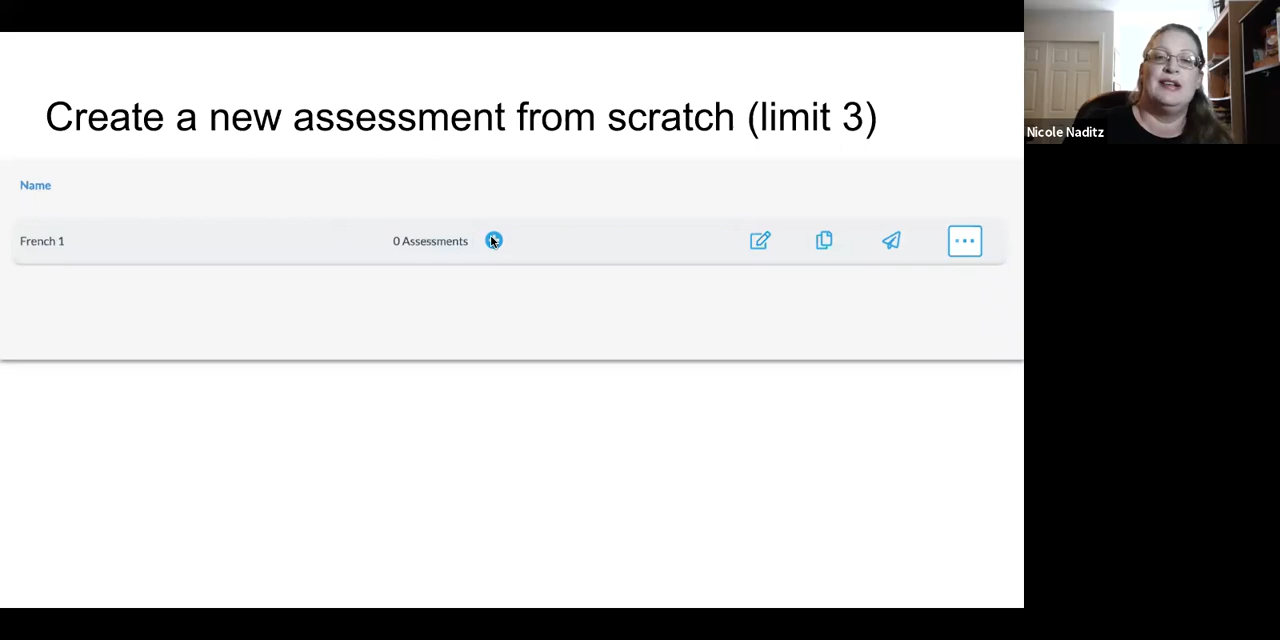 Create a new assessment from scratch (limit 3)
Name
French 1 0 Assessments
Nicole Naditz